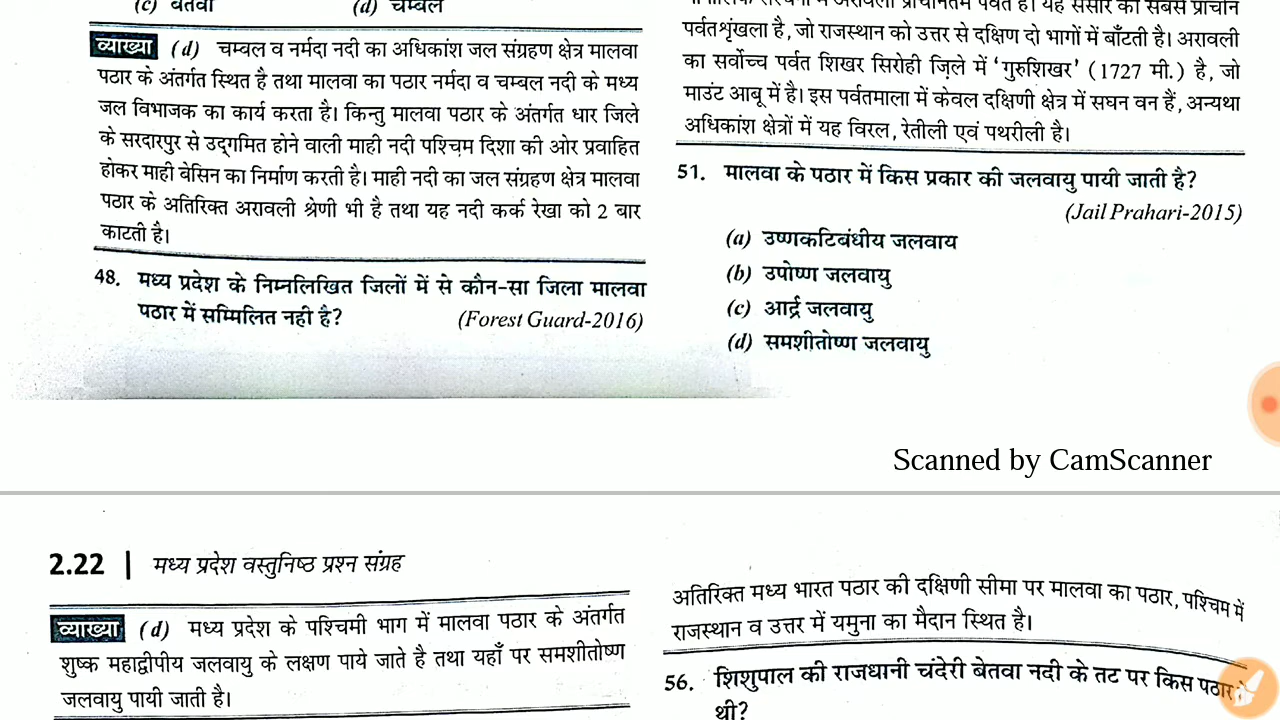 (c) बेतवा (d) चम्बल
व्याख्या (d) चम्बल व नर्मदा नदी का अधिकांश जल संग्रहण क्षेत्र मालवा
पठार के अंतर्गत स्थित है तथा मालवा का पठार नर्मदा व चम्बल नदी के मध्य
जल विभाजक का कार्य करता है। किन्तु मालवा पठार के अंतर्गत धार जिले
के सरदारपुर से उद्‌गमित होने वाली माही नदी पश्चिम दिशा की ओर प्रवाहित
होकर माही बेसिन का निर्माण करती है। माही नदी का जल संग्रहण क्षेत्र मालवा
पठार के अतिरिक्त अरावली श्रेणी भी है तथा यह नदी कर्क रेखा को 2 बार
काटती है।
48. मध्य प्रदेश के निम्नलिखित जिलों में से कौन-सा जिला मालवा
पठार में सम्मिलित नही है? (Forest Guard-2016)
में अरावली प्राचीनतम पर्वत है। यह संसार की सबसे प्राचीन
पर्वतशृंखला है, जो राजस्थान को उत्तर से दक्षिण दो भागों में बाँटती है। अरावली
का सर्वोच्च पर्वत शिखर सिरोही ज़िले में 'गुरुशिखर' (1727 मी.) है, जो
माउंट आबू में है। इस पर्वतमाला में केवल दक्षिणी क्षेत्र में सघन वन हैं, अन्यथा
अधिकांश क्षेत्रों में यह विरल, रेतीली एवं पथरीली है।
51. मालवा के पठार में किस प्रकार की जलवायु पायी जाती है?
(Jail Prahari-2015)
(a) उष्णकटिबंधीय जलवाय
(b) उपोष्ण जलवायु
(c) आर्द्र जलवायु
(d) समशीतोष्ण जलवायु
Scanned by CamScanner
2.22 | मध्य प्रदेश वस्तुनिष्ठ प्रश्न संग्रह
व्याख्या (d) मध्य प्रदेश के पश्चिमी भाग में मालवा पठार के अंतर्गत
शुष्क महाद्वीपीय जलवायु के लक्षण पाये जाते है तथा यहाँ पर समशीतोष्ण
जलवायु पायी जाती है।
अतिरिक्त मध्य भारत पठार की दक्षिणी सीमा पर मालवा का पठार, पश्चिम में
राजस्थान व उत्तर में यमुना का मैदान स्थित है।
56. शिशुपाल की राजधानी चंदेरी बेतवा नदी के तट पर किस पठार
थी?